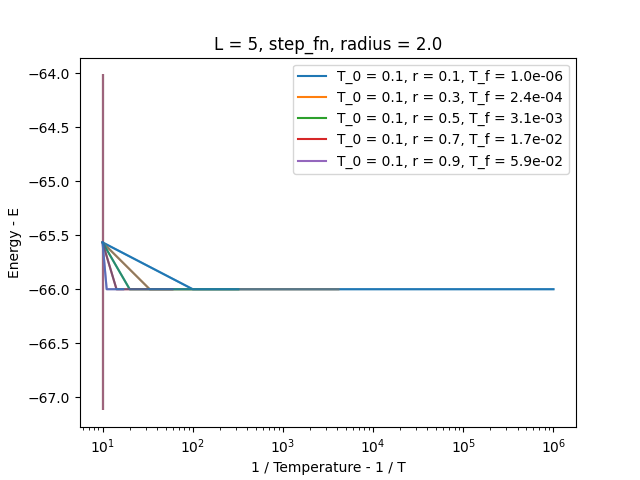 L = 5, step_fn, radius = 2.0
T_0 = 0.1, r = 0.1, T_f = 1.0e-06
T_0 = 0.1, r = 0.3, T_f = 2.4e-04
T_0 = 0.1, r = 0.5, T_f = 3.1e-03
T_0 = 0.1, r = 0.7, T_f = 1.7e-02
T_0 = 0.1, r = 0.9, T_f = 5.9e-02
Energy - E
−64.0
−64.5
−65.0
−65.5
−66.0
−66.5
−67.0
10¹ 10² 10³ 10⁴ 10⁵ 10⁶
1 / Temperature - 1 / T